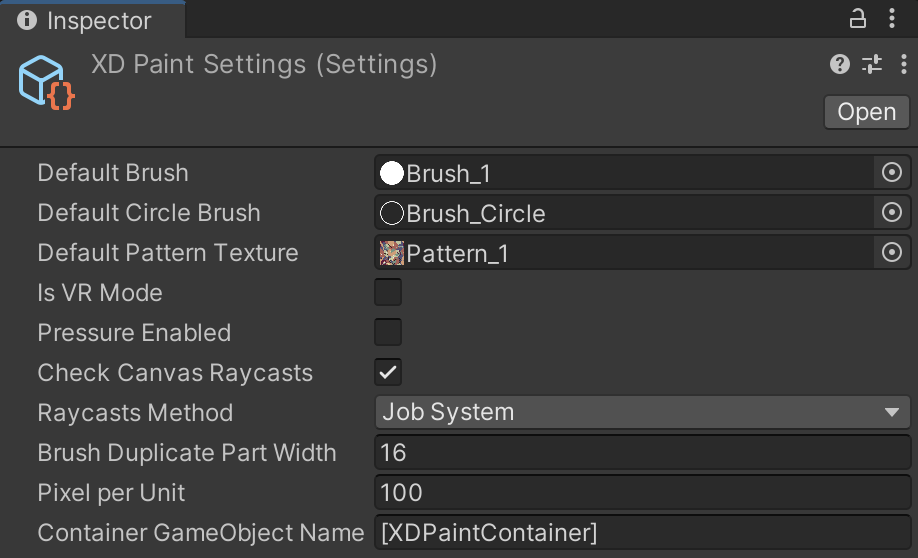 Inspector
XD Paint Settings (Settings)
Open
Default Brush Brush_1
Default Circle Brush Brush_Circle
Default Pattern Texture Pattern_1
Is VR Mode
Pressure Enabled
Check Canvas Raycasts
Raycasts Method Job System
Brush Duplicate Part Width 16
Pixel per Unit 100
Container GameObject Name [XDPaintContainer]